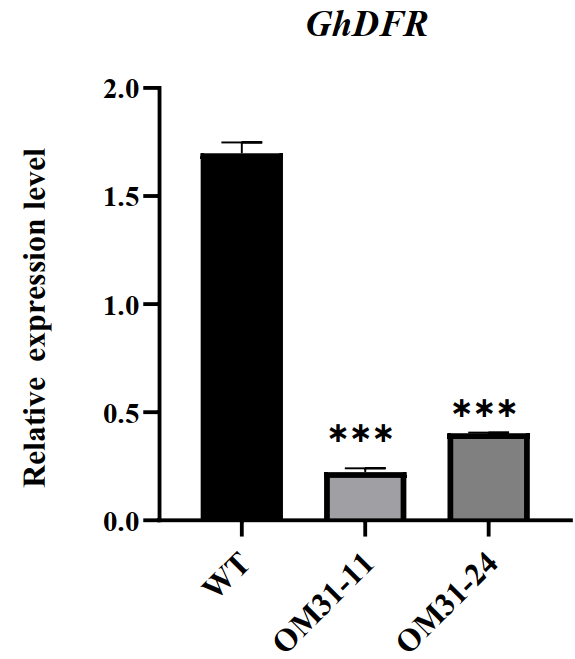 GhDFR
Relative expression level
2.0
1.5
1.0
0.5
0.0
***
***
WT
OM31-11
OM31-24